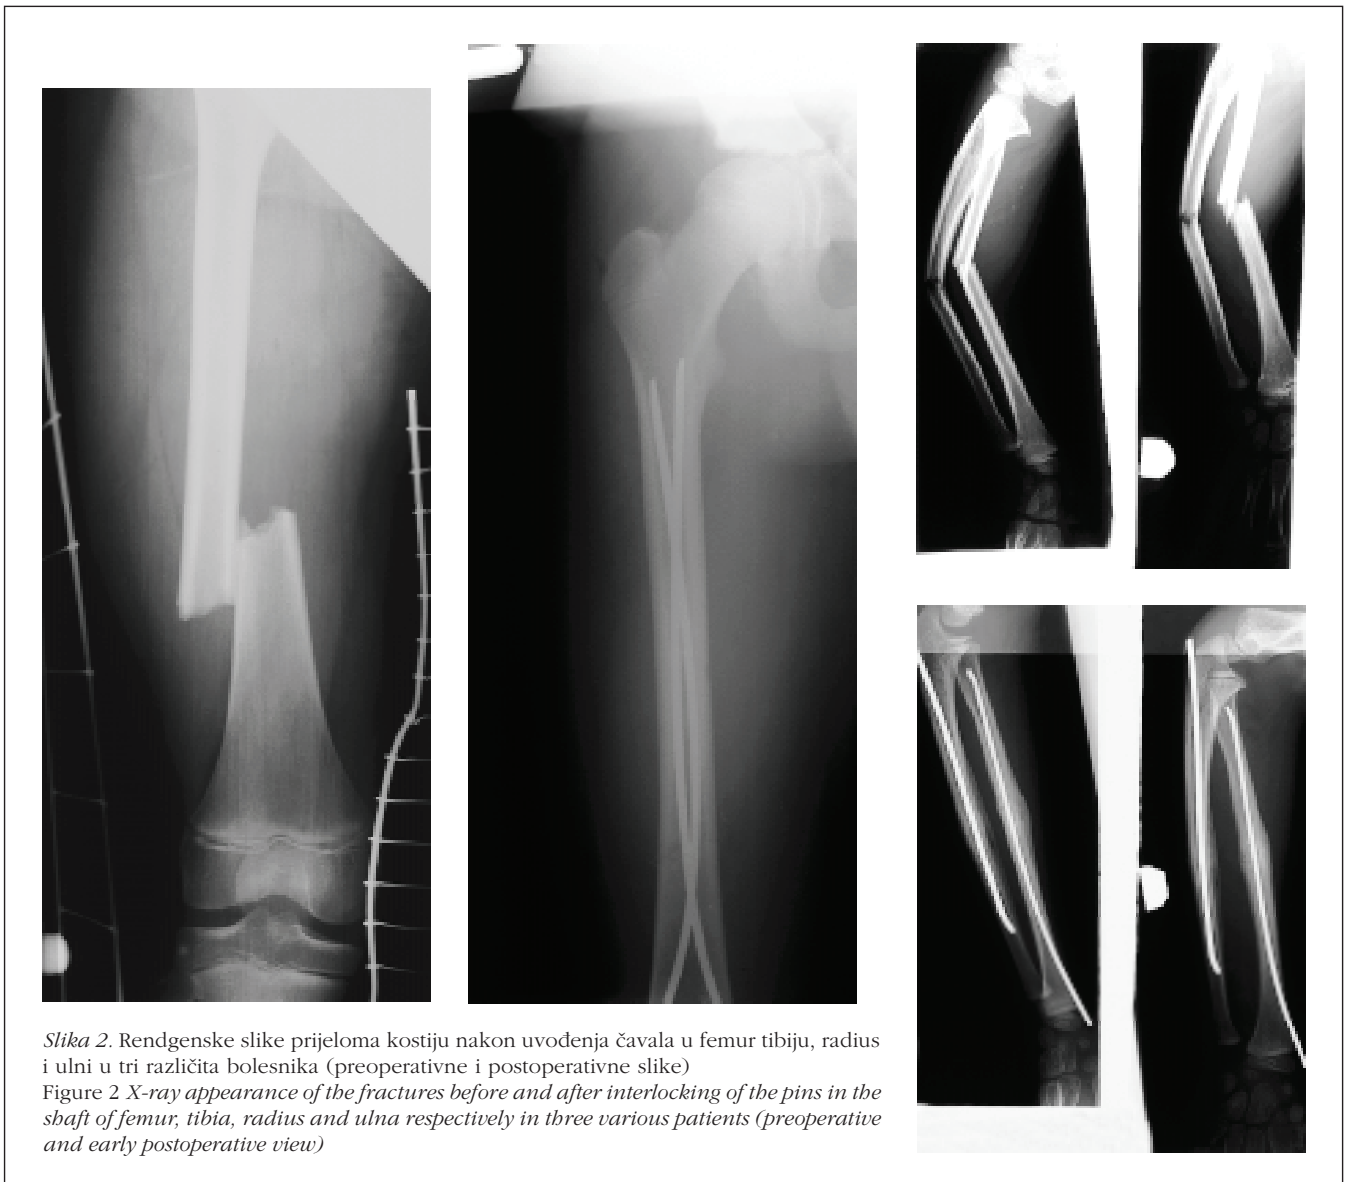 Slika 2. Rendgenske slike prijeloma kostiju nakon uvođenja čavala u femur tibiju, radius
i ulni u tri različita bolesnika (preoperativne i postoperativne slike)
Figure 2 X-ray appearance of the fractures before and after interlocking of the pins in the
shaft of femur, tibia, radius and ulna respectively in three various patients (preoperative
and early postoperative view)